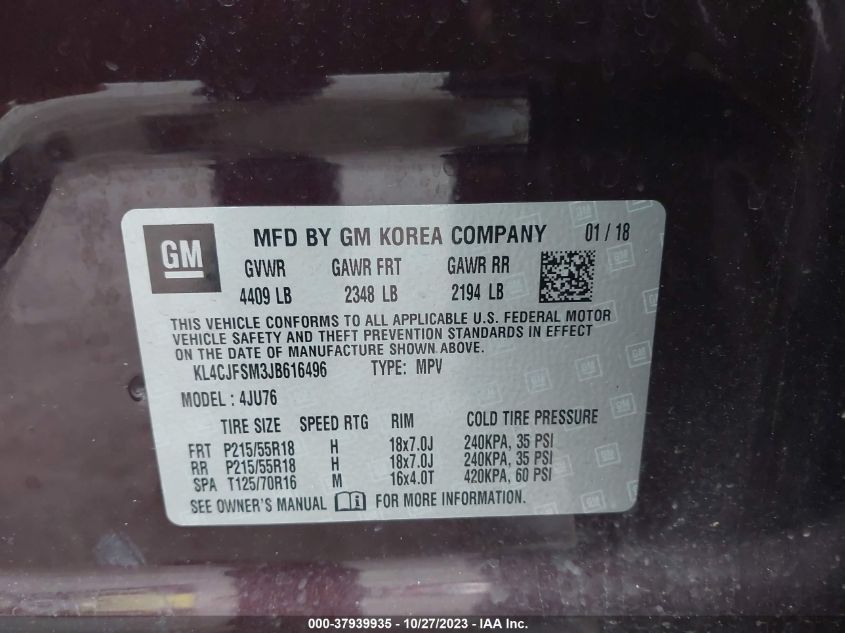 GM
MFD BY GM KOREA COMPANY 01 / 18
GVWR GAWR FRT GAWR RR
4409 LB 2348 LB 2194 LB
THIS VEHICLE CONFORMS TO ALL APPLICABLE U.S. FEDERAL MOTOR
VEHICLE SAFETY AND THEFT PREVENTION STANDARDS IN EFFECT
ON THE DATE OF MANUFACTURE SHOWN ABOVE.
KL4CJFSM3JB616496 TYPE: MPV
MODEL : 4JU76
TIRE SIZE SPEED RTG RIM COLD TIRE PRESSURE
FRT P215/55R18 H 18x7.0J 240KPA, 35 PSI
RR P215/55R18 H 18x7.0J 240KPA, 35 PSI
SPA T125/70R16 M 16x4.0T 420KPA, 60 PSI
SEE OWNER'S MANUAL FOR MORE INFORMATION.
000-37939935 - 10/27/2023 - IAA Inc.